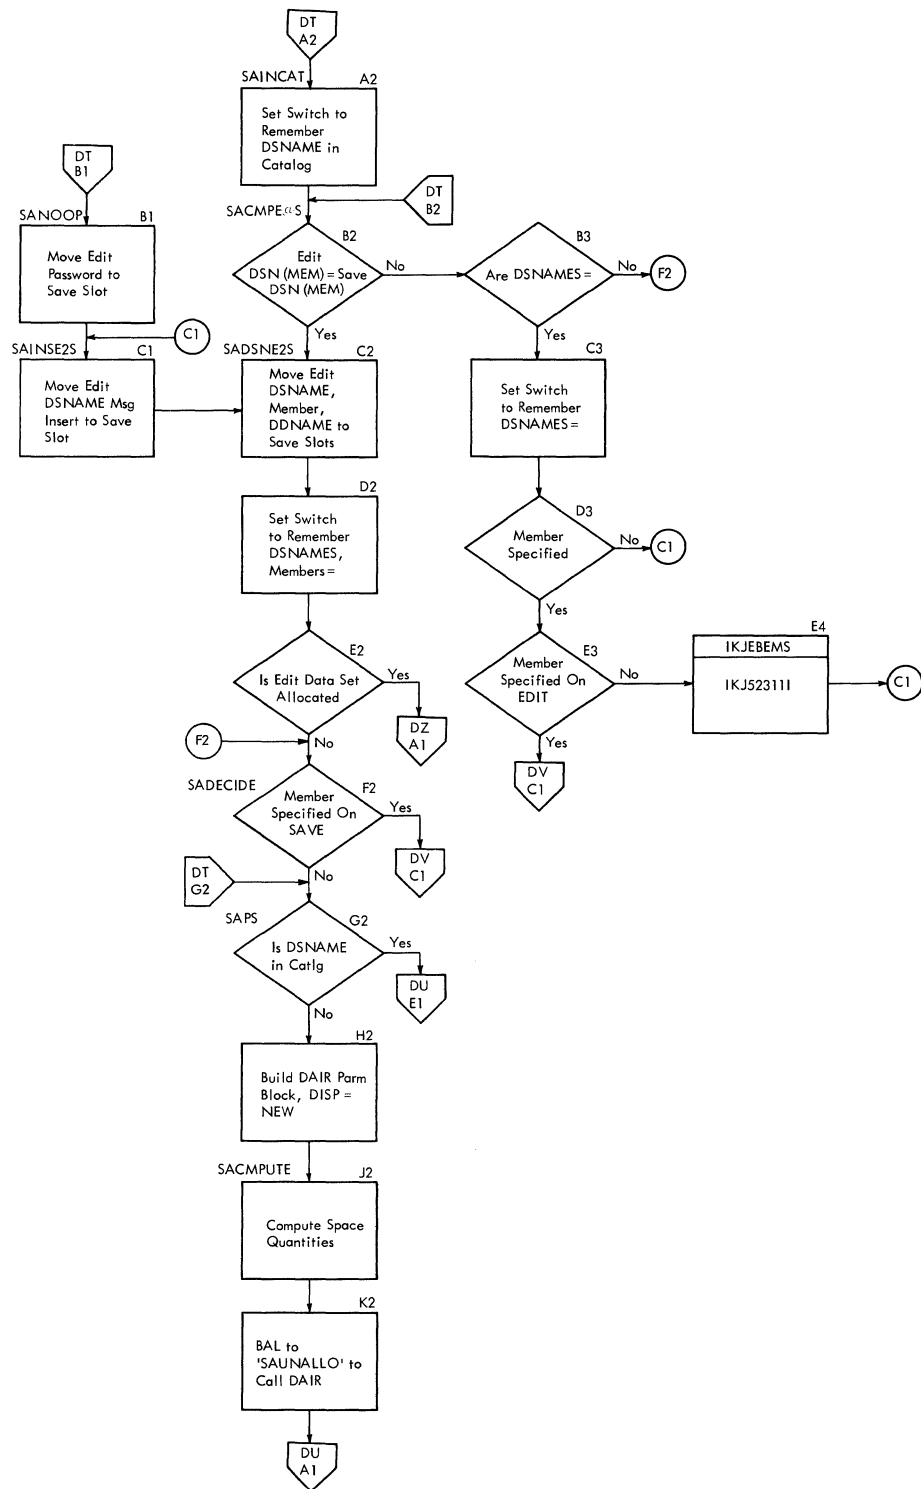 DT
A2
SAINCAT
A2
Set Switch to
Remember
DSNAME in
Catalog
DT
B1
DT
B2
SANOOP
B1
Move Edit
Password to
Save Slot
B2
Edit
DSN (MEM) = Save
DSN (MEM)
No
Yes
B3
Are DSNAMES =
No
F2
Yes
C1
SAINSE2S
C1
Move Edit
DSNAME Msg
Insert to Save
Slot
SADSNE2S
C2
Move Edit
DSNAME,
Member,
DDNAME to
Save Slots
C3
Set Switch
to Remember
DSNAMES =
D2
Set Switch
to Remember
DSNAMES,
Members =
D3
Member
Specified
No
C1
Yes
E2
Is Edit Data Set
Allocated
Yes
DZ
A1
No
E3
Member
Specified On
EDIT
No
Yes
DV
C1
E4
IKJEBEMS
IKJ52311I
C1
F2
SADECIDE
F2
Member
Specified On
SAVE
Yes
DV
C1
No
DT
G2
SAPS
G2
Is DSNAME
in Catlg
Yes
DU
E1
No
H2
Build DAIR Parm
Block, DISP =
NEW
SACMPUTE
J2
Compute Space
Quantities
K2
BAL to
'SAUNALLO' to
Call DAIR
DU
A1